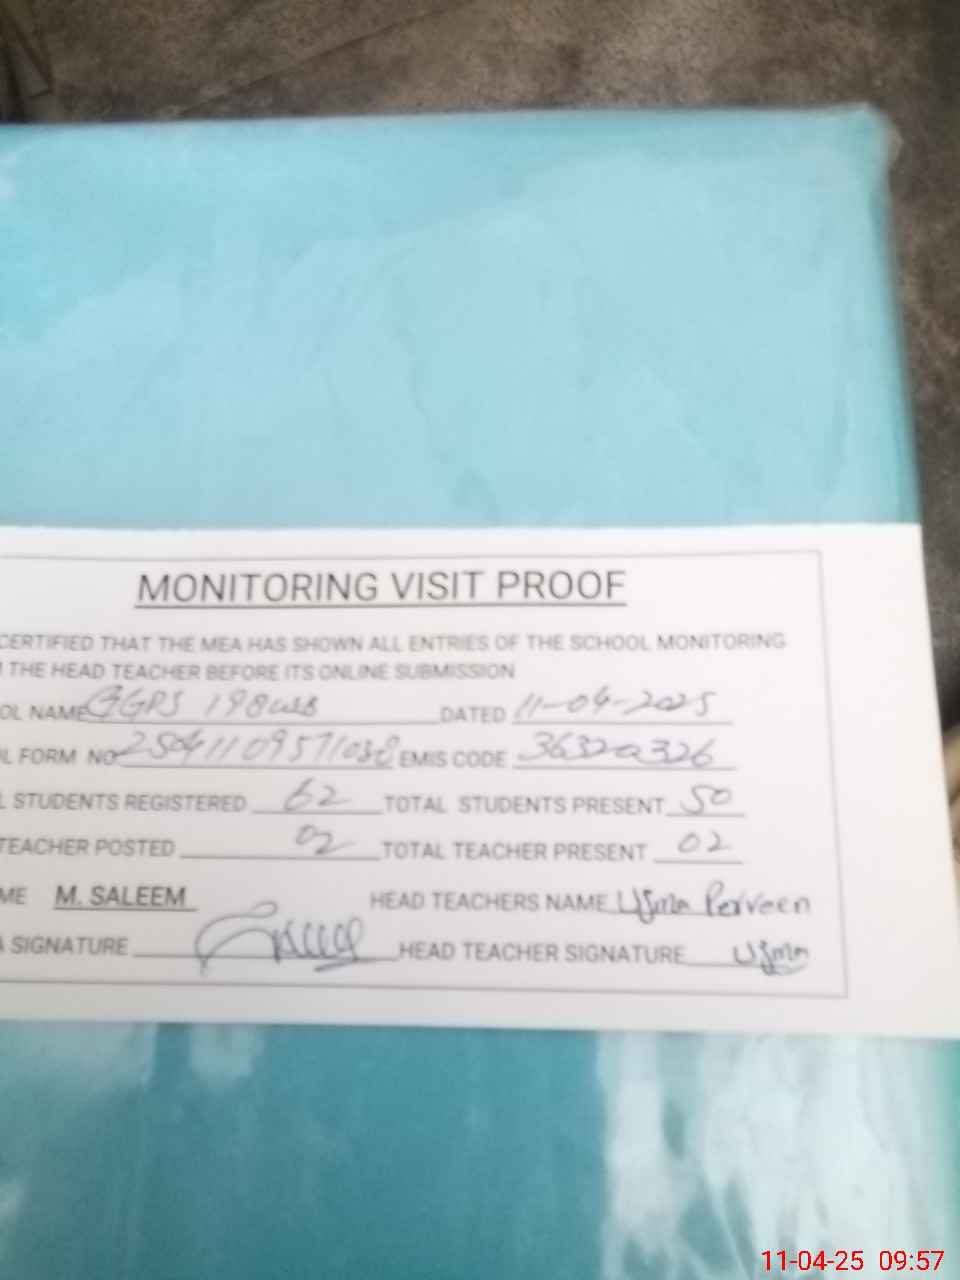 MONITORING VISIT PROOF
CERTIFIED THAT THE MEA HAS SHOWN ALL ENTRIES OF THE SCHOOL MONITORING
THE HEAD TEACHER BEFORE ITS ONLINE SUBMISSION
OL NAME GGPS 198 DATED 11-04-2025
L FORM NO EMIS CODE
L STUDENTS REGISTERED 62 TOTAL STUDENTS PRESENT 50
TEACHER POSTED 02 TOTAL TEACHER PRESENT 02
ME M. SALEEM HEAD TEACHERS NAME Uzma Perveen
A SIGNATURE HEAD TEACHER SIGNATURE Uzma
11-04-25 09:57